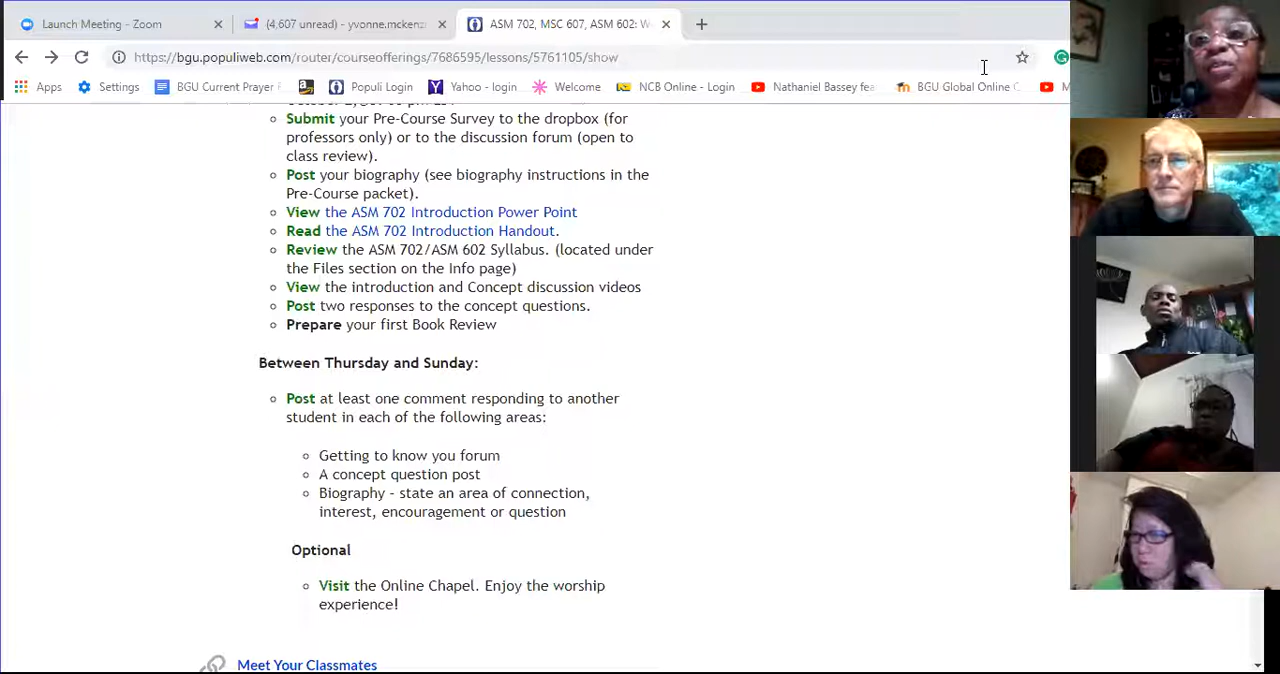 Launch Meeting - Zoom
(4,607 unread) - yvonne.mckenz
ASM 702, MSC 607, ASM 602: W
https://bgu.populiweb.com/router/courseofferings/7686595/lessons/5761105/show
Apps
Settings
BGU Current Prayer
Populi Login
Yahoo - login
Welcome
NCB Online - Login
Nathaniel Bassey fea
BGU Global Online C
M
Submit your Pre-Course Survey to the dropbox (for
professors only) or to the discussion forum (open to
class review).
Post your biography (see biography instructions in the
Pre-Course packet).
View the ASM 702 Introduction Power Point
Read the ASM 702 Introduction Handout.
Review the ASM 702/ASM 602 Syllabus. (located under
the Files section on the Info page)
View the introduction and Concept discussion videos
Post two responses to the concept questions.
Prepare your first Book Review
Between Thursday and Sunday:
Post at least one comment responding to another
student in each of the following areas:
Getting to know you forum
A concept question post
Biography - state an area of connection,
interest, encouragement or question
Optional
Visit the Online Chapel. Enjoy the worship
experience!
Meet Your Classmates